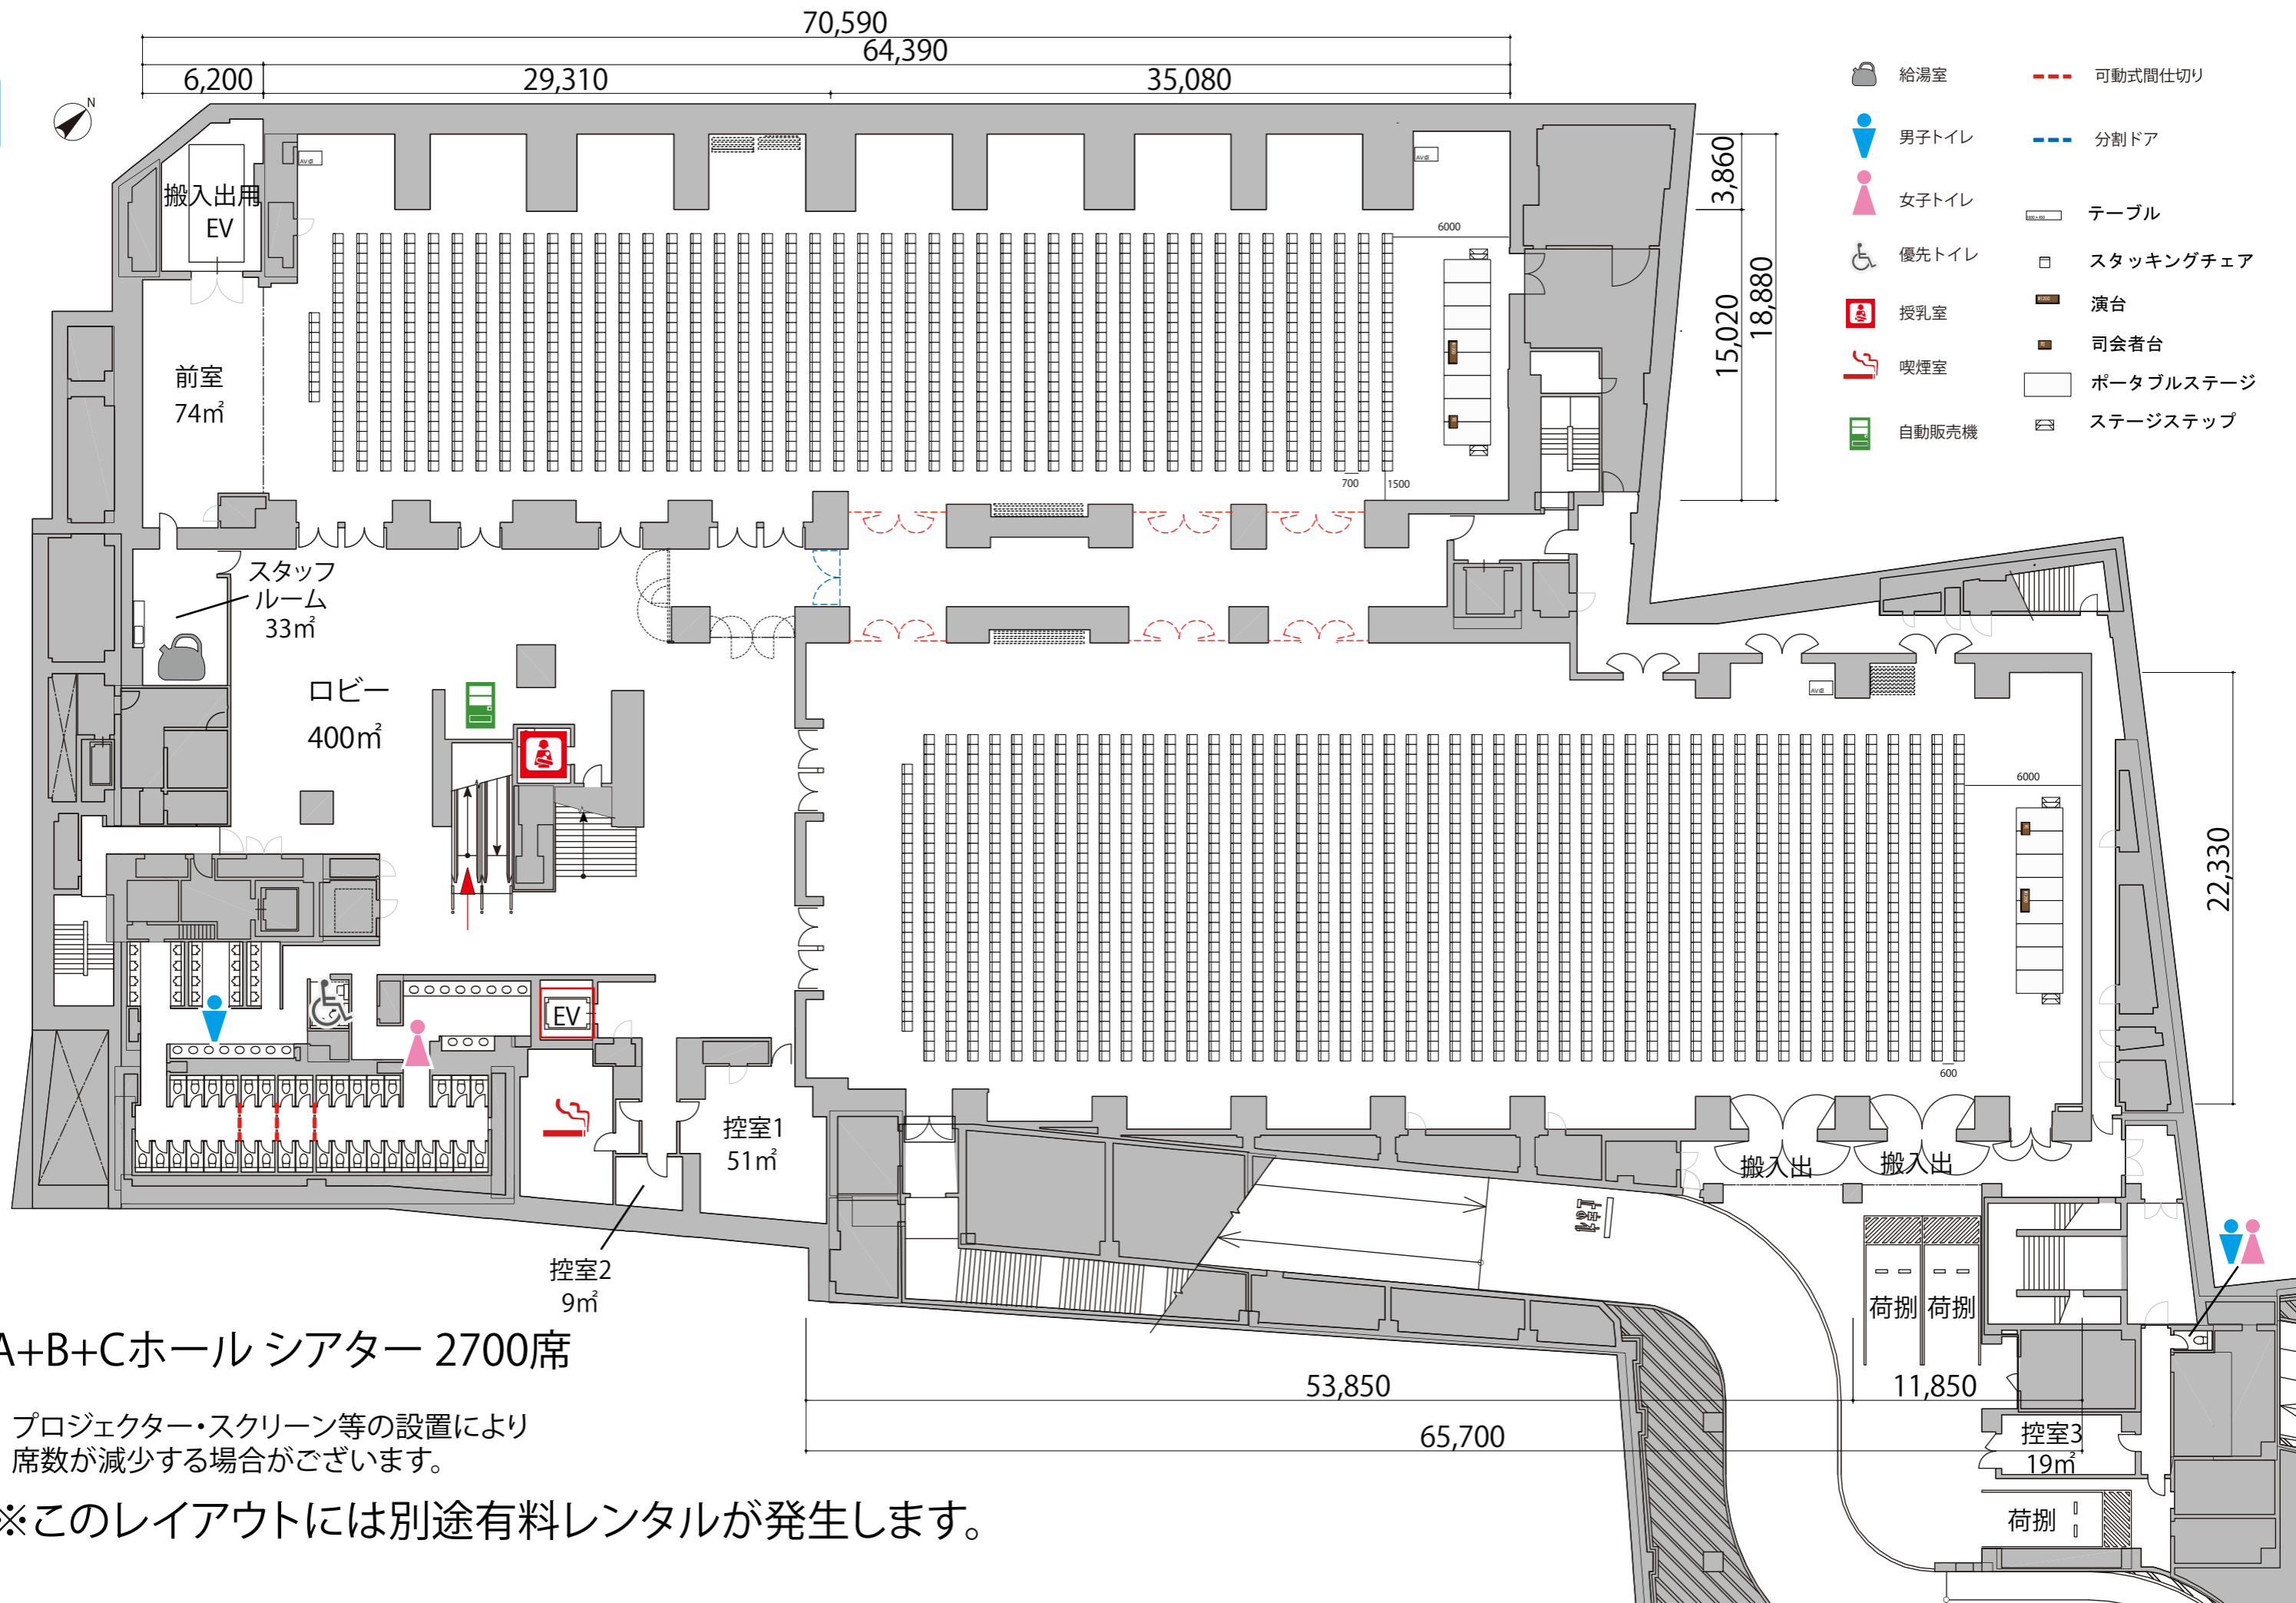 70,590
64,390
6,200
29,310
35,080
N
給湯室
可動式間仕切り
男子トイレ
分割ドア
女子トイレ
テーブル
優先トイレ
スタッキングチェア
授乳室
演台
司会者台
喫煙室
ポータブルステージ
自動販売機
ステージステップ
3,860
15,020
18,880
搬入出用
EV
AV卓
AV卓
6000
前室
74㎡
700
1500
スタッフ
ルーム
33㎡
ロビー
400㎡
AV卓
6000
22,330
600
EV
控室1
51㎡
控室2
9㎡
搬入出
搬入出
荷捌
荷捌
A+B+Cホール シアター 2700席
プロジェクター・スクリーン等の設置により
席数が減少する場合がございます。
※このレイアウトには別途有料レンタルが発生します。
53,850
11,850
65,700
控室3
19㎡
荷捌